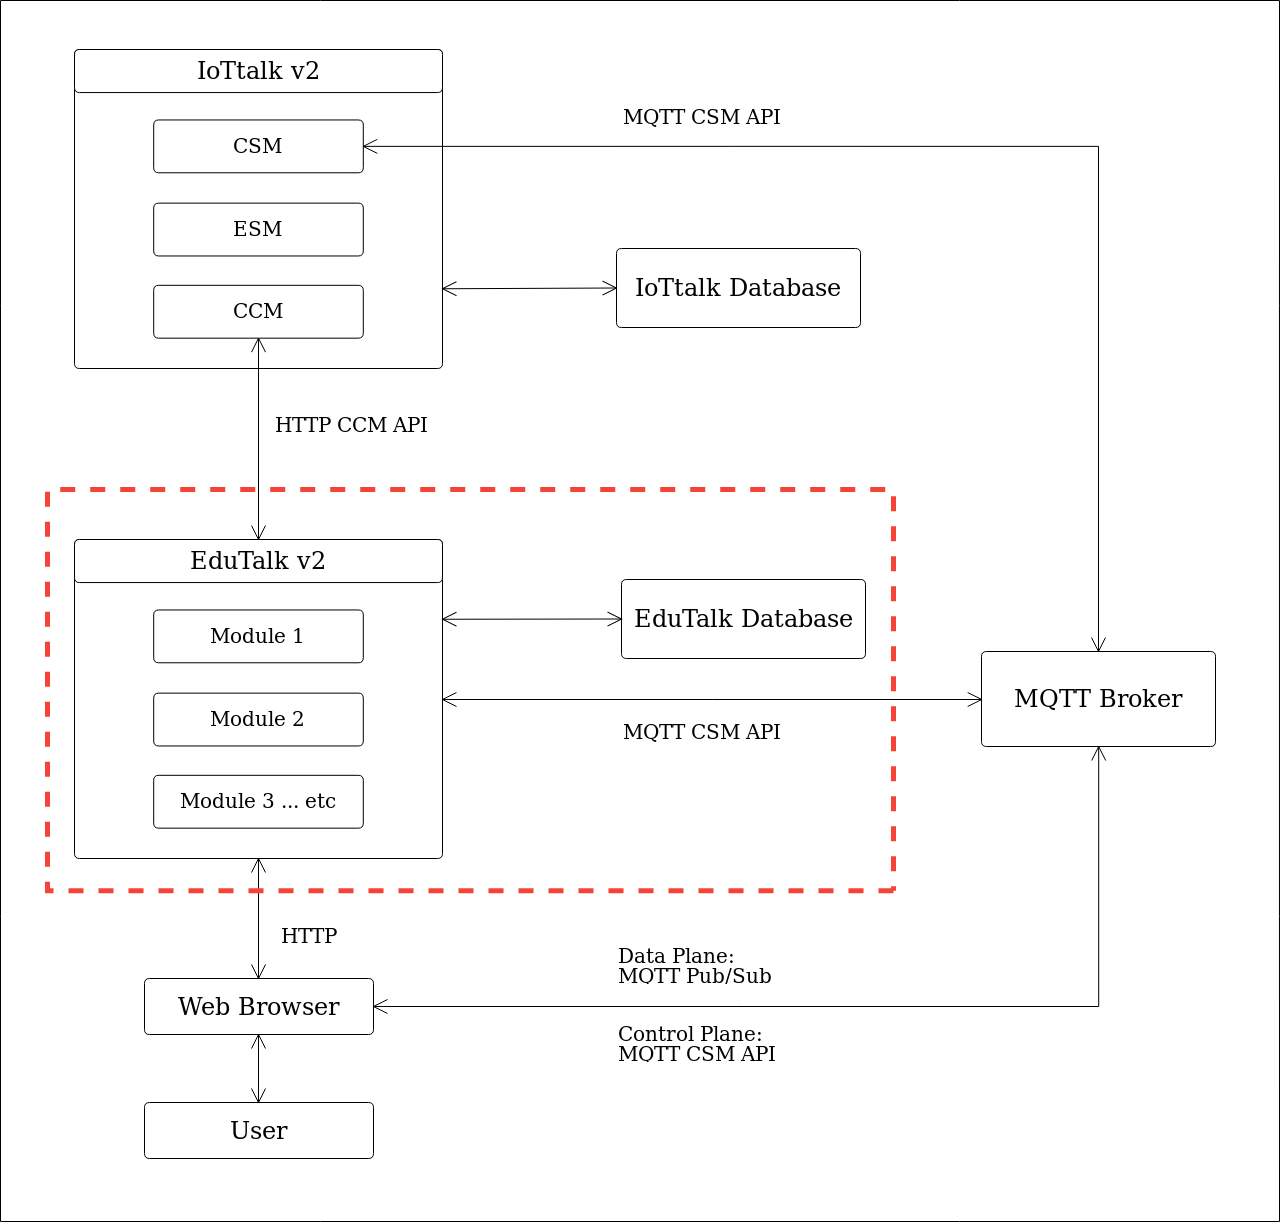 IoTtalk v2
MQTT CSM API
CSM
ESM
IoTtalk Database
CCM
HTTP CCM API
EduTalk v2
EduTalk Database
Module 1
MQTT Broker
Module 2
MQTT CSM API
Module 3 ... etc
HTTP
Data Plane:
MQTT Pub/Sub
Web Browser
Control Plane:
MQTT CSM API
User